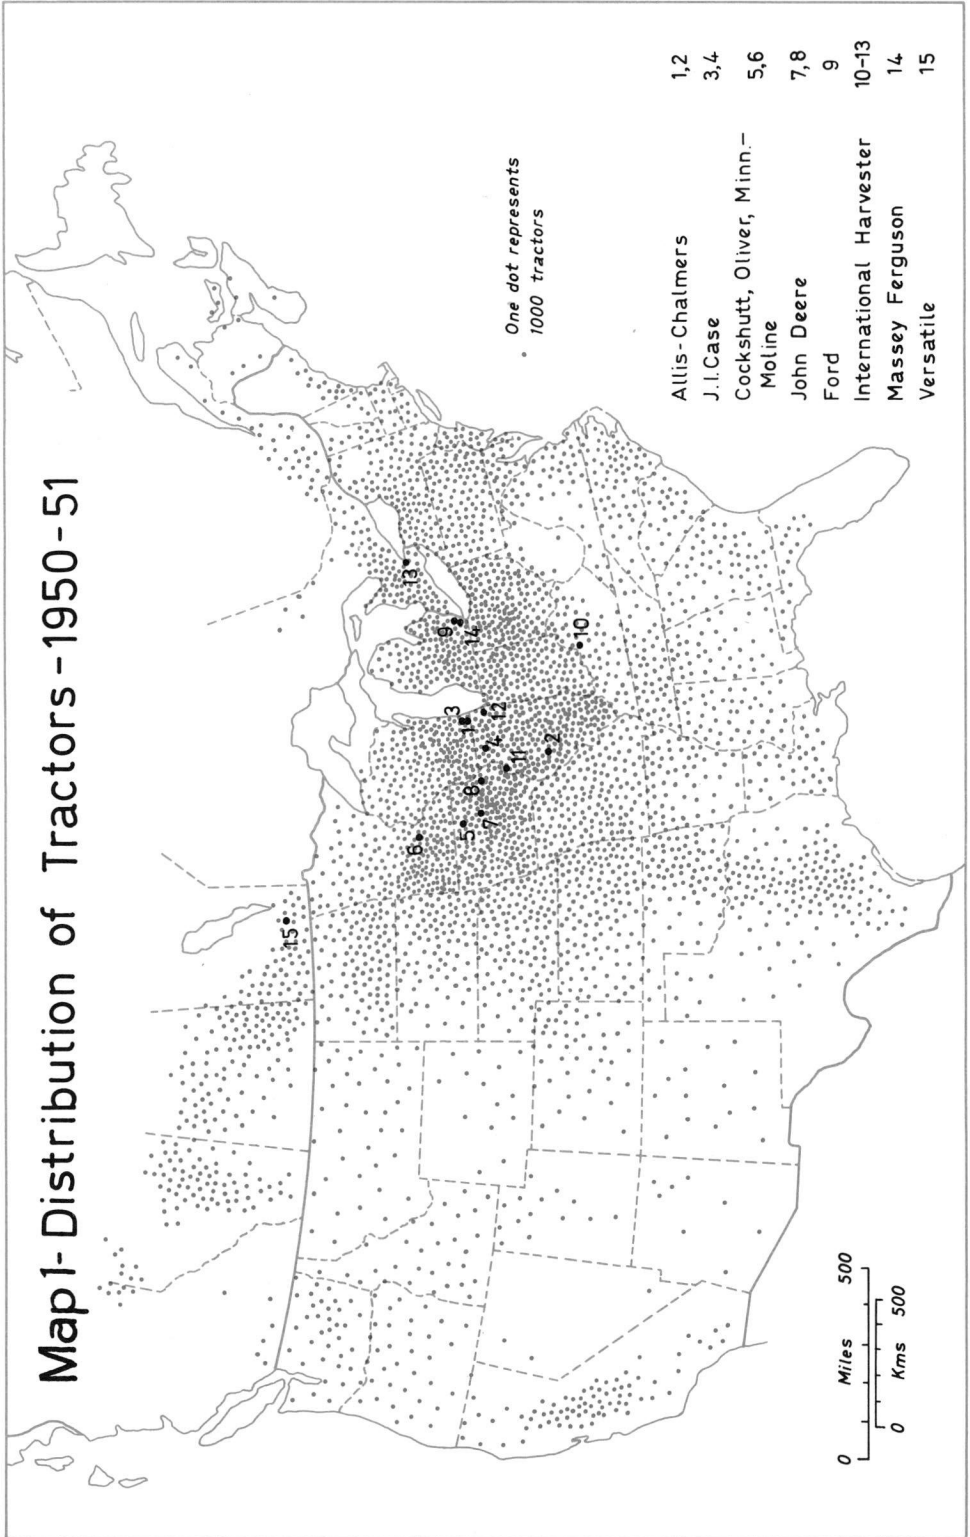 Map 1- Distribution of Tractors - 1950-51
15
6
5
7
8
4
11
2
1
3
12
9
14
13
10
One dot represents
1000 tractors
Allis-Chalmers 1,2
J.I.Case 3,4
Cockshutt, Oliver, Minn.-
Moline 5,6
John Deere 7,8
Ford 9
International Harvester 10-13
Massey Ferguson 14
Versatile 15
0 Miles 500
0 Kms 500